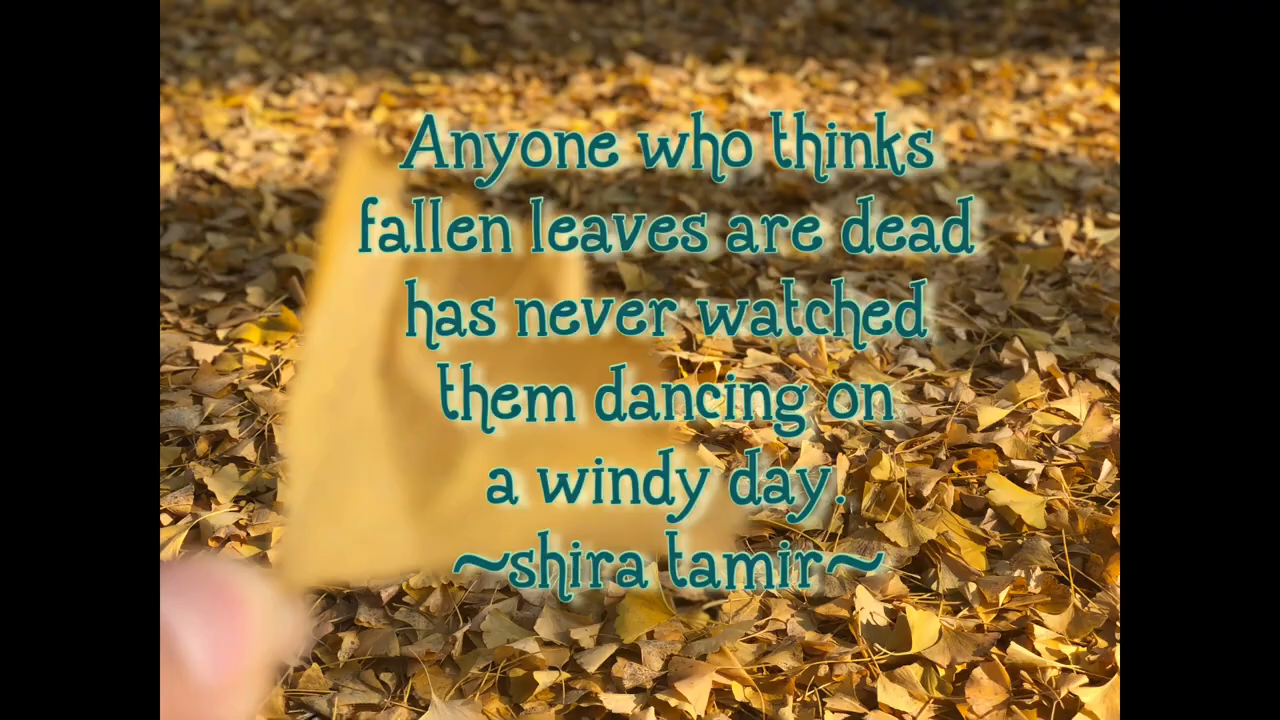 Anyone who thinks
fallen leaves are dead
has never watched
them dancing on
a windy day.
~shira tamir~